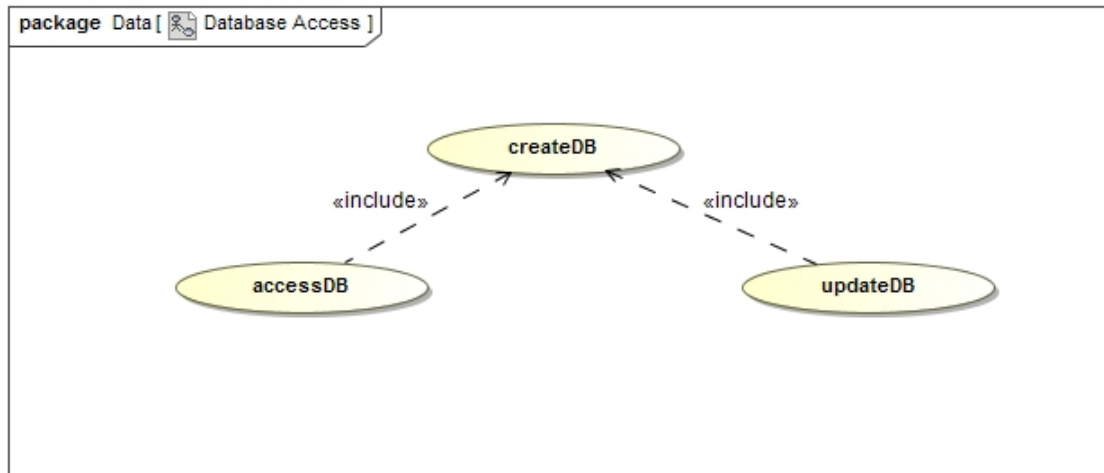 package Data [ Database Access ]
createDB
«include» «include»
accessDB updateDB